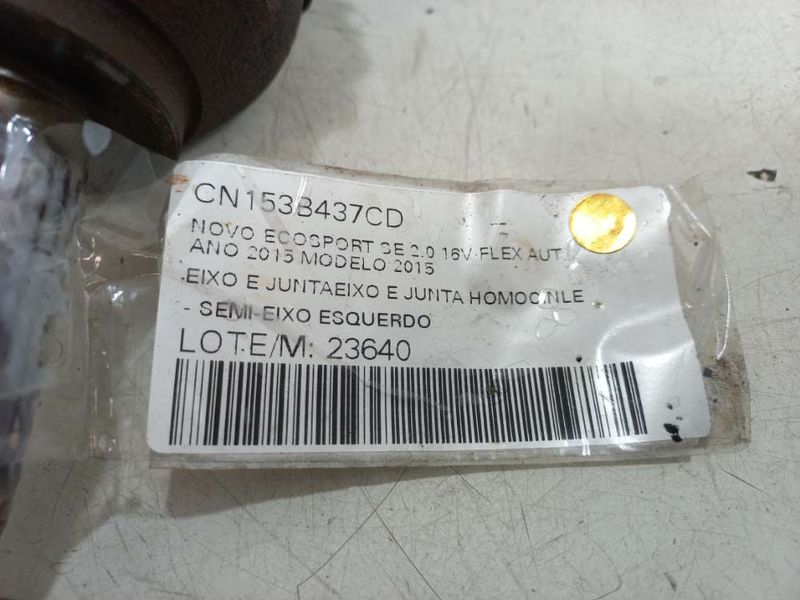 CN153B437CD
NOVO ECOSPORT SE 2.0 16V FLEX AUT.
ANO 2015 MODELO 2015
EIXO E JUNTAEIXO E JUNTA HOMOCINLE
- SEMI-EIXO ESQUERDO
LOTE/M: 23640